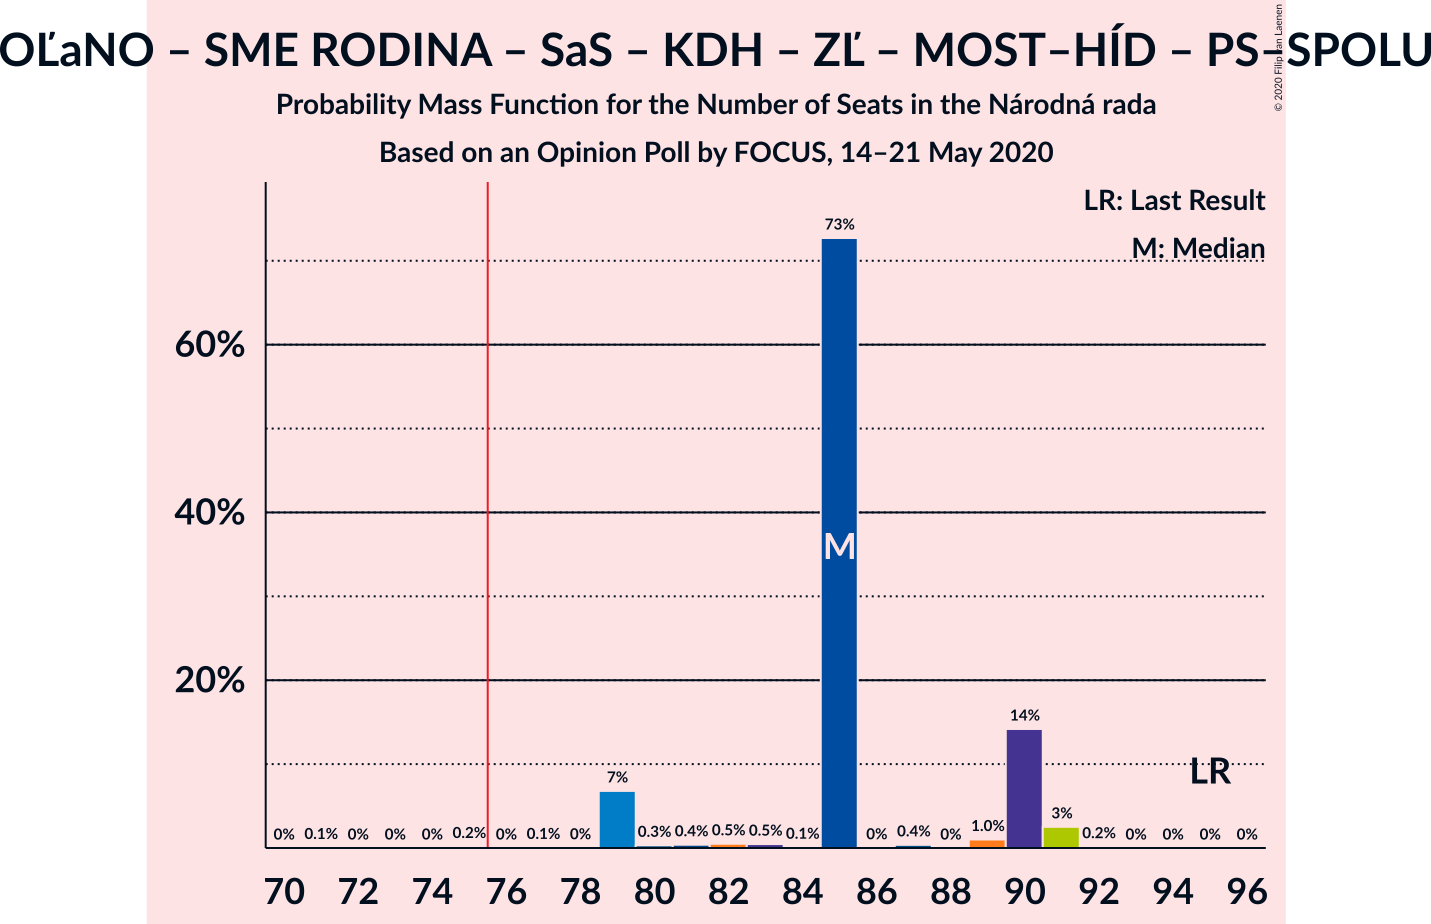 OĽaNO – SME RODINA – SaS – KDH – ZĽ – MOST–HÍD – PS–SPOLU
© 2020 Filip van Laenen
Probability Mass Function for the Number of Seats in the Národná rada
Based on an Opinion Poll by FOCUS, 14–21 May 2020
LR: Last Result
M: Median
60%
40%
20%
0% 0.1% 0% 0% 0% 0.2% 0% 0.1% 0% 7% 0.3% 0.4% 0.5% 0.5% 0.1% 73% 0% 0.4% 0% 1.0% 14% 3% 0.2% 0% 0% 0% 0%
M
LR
70 72 74 76 78 80 82 84 86 88 90 92 94 96